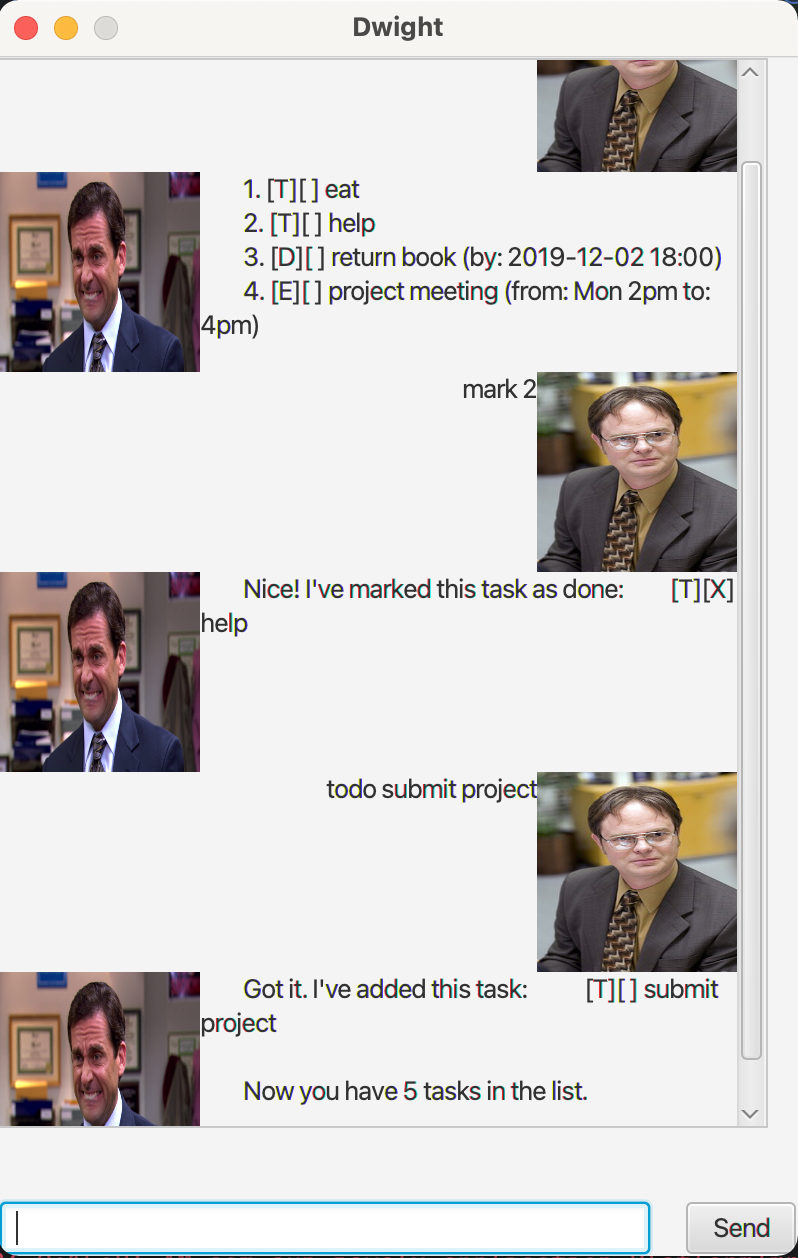 Dwight
1. [T][ ] eat
2. [T][ ] help
3. [D][ ] return book (by: 2019-12-02 18:00)
4. [E][ ] project meeting (from: Mon 2pm to:
4pm)
mark 2
Nice! I've marked this task as done: [T][X]
help
todo submit project
Got it. I've added this task: [T][ ] submit
project
Now you have 5 tasks in the list.
Send